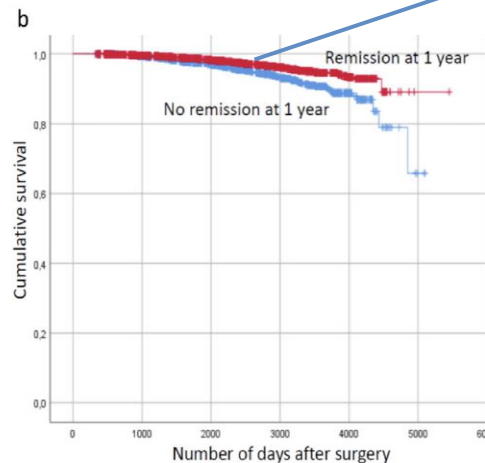 b
1,0
Remission at 1 year
No remission at 1 year
0,8
0,6
0,4
0,2
0,0
Cumulative survival
0 1000 2000 3000 4000 5000 60
Number of days after surgery